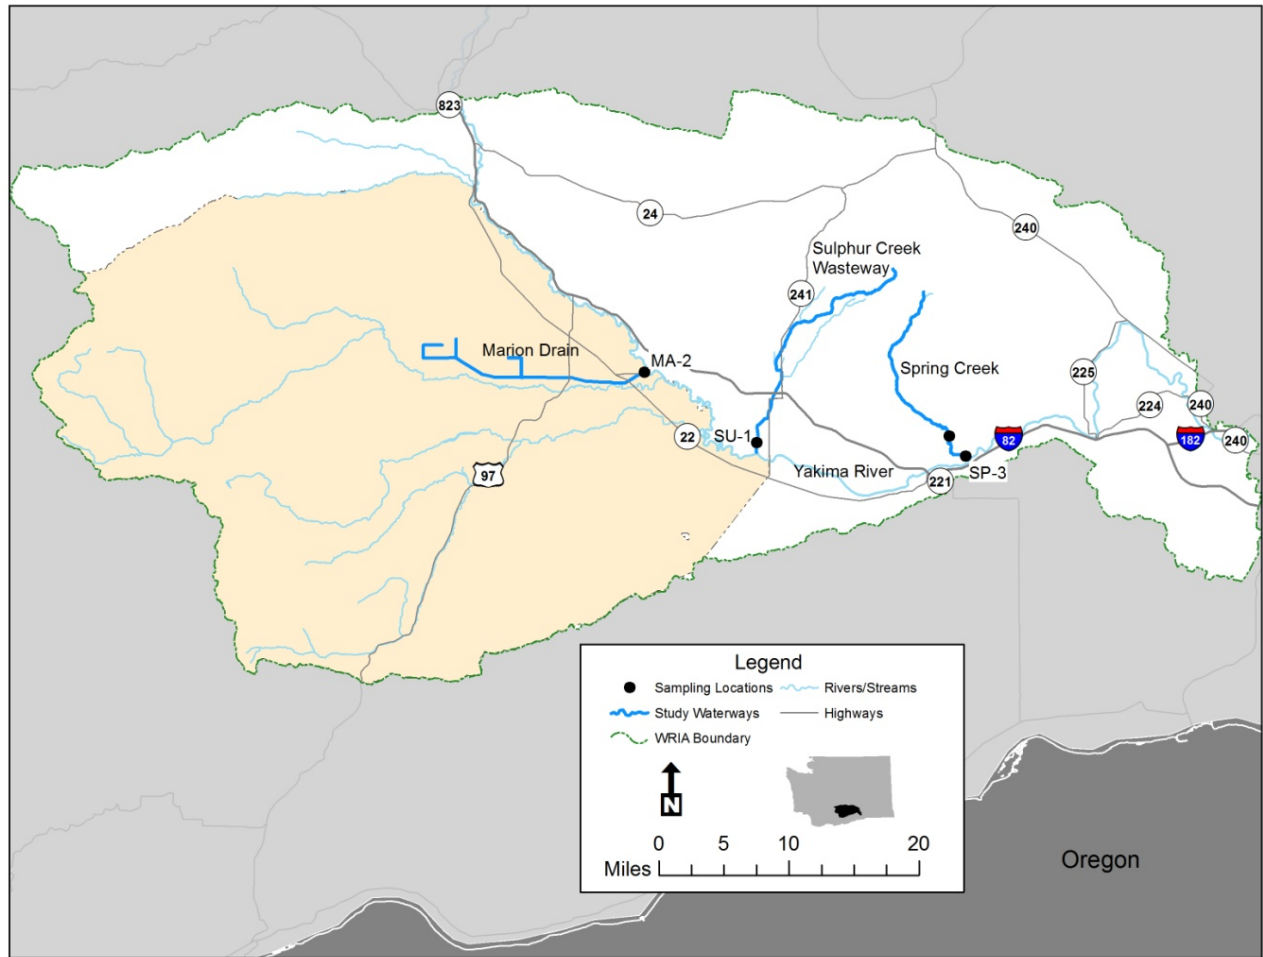 823
24
240
Sulphur Creek
Wasteway
241
Marion Drain
MA-2
Spring Creek
225
224
240
22
SU-1
82
182
240
97
Yakima River
221
SP-3
Legend
Sampling Locations
Rivers/Streams
Study Waterways
Highways
WRIA Boundary
N
0 5 10 20
Miles
Oregon